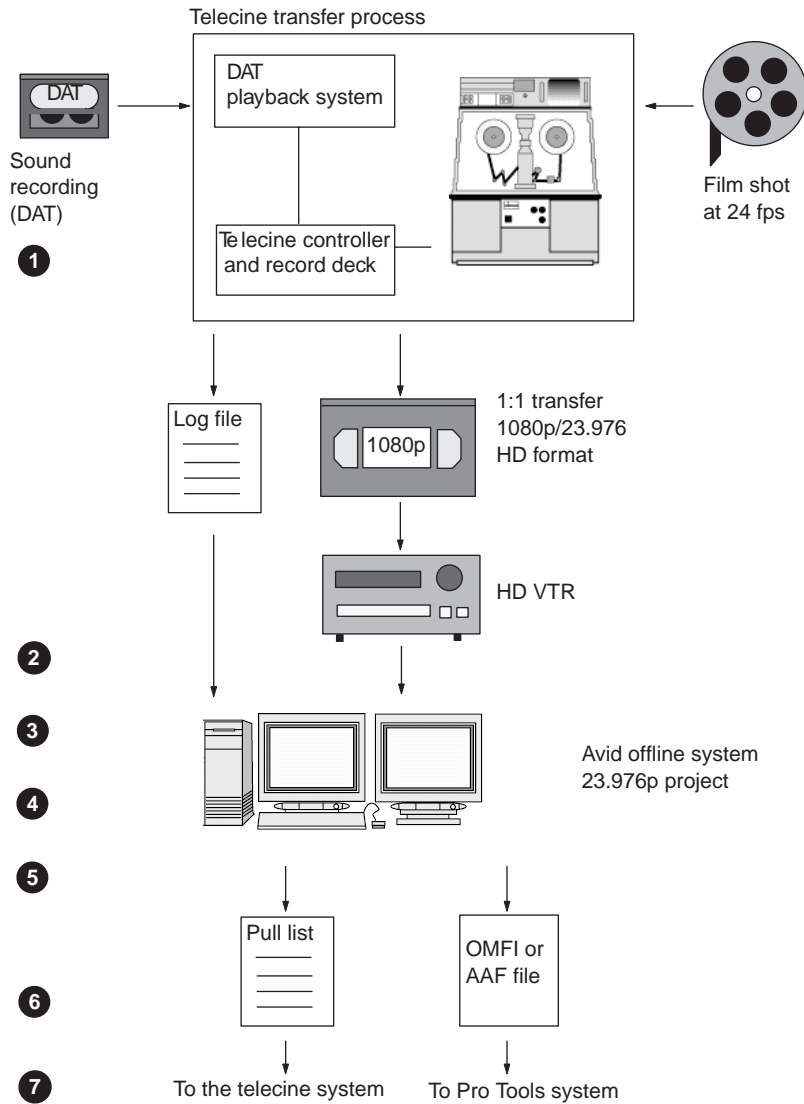 Telecine transfer process
DAT
DAT
playback system
Sound
recording
(DAT)
Film shot
at 24 fps
Telecine controller
and record deck
1
Log file
1080p
1:1 transfer
1080p/23.976
HD format
HD VTR
2
3
Avid offline system
23.976p project
4
5
Pull list
OMFI or
AAF file
6
7
To the telecine system
To Pro Tools system